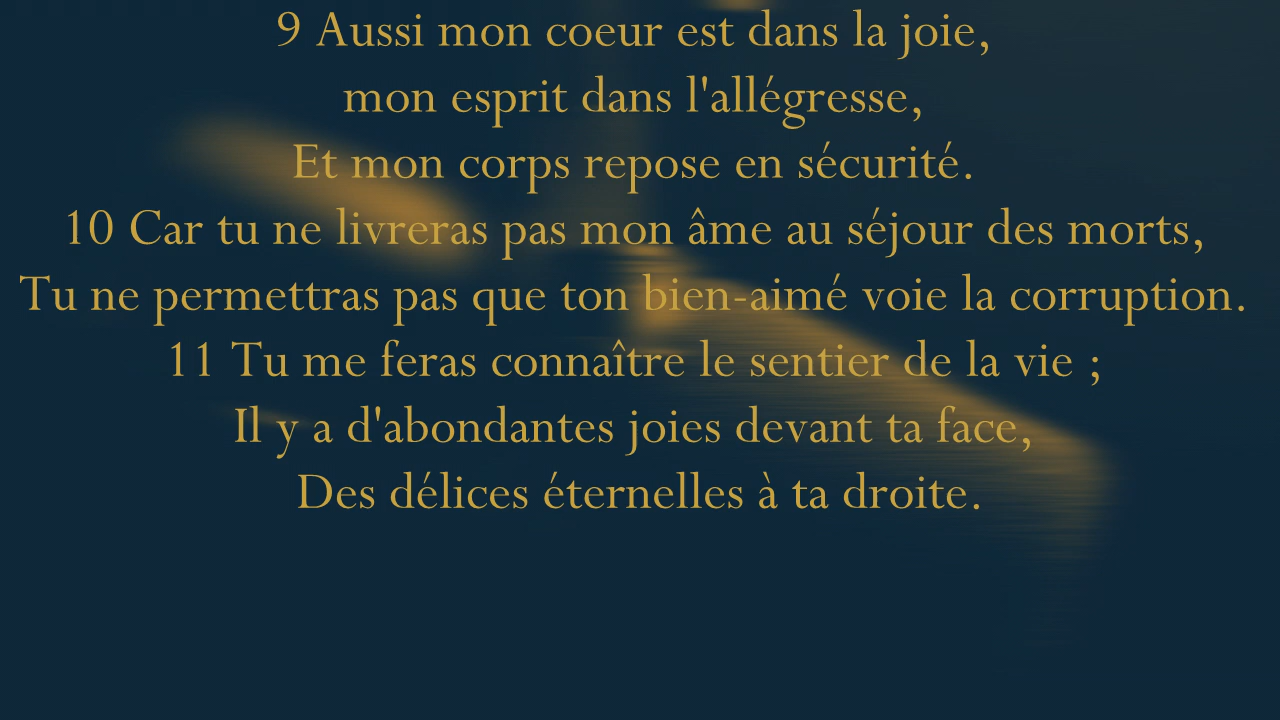 9 Aussi mon coeur est dans la joie,
mon esprit dans l'allégresse,
Et mon corps repose en sécurité.
10 Car tu ne livreras pas mon âme au séjour des morts,
Tu ne permettras pas que ton bien-aimé voie la corruption.
11 Tu me feras connaître le sentier de la vie ;
Il y a d'abondantes joies devant ta face,
Des délices éternelles à ta droite.